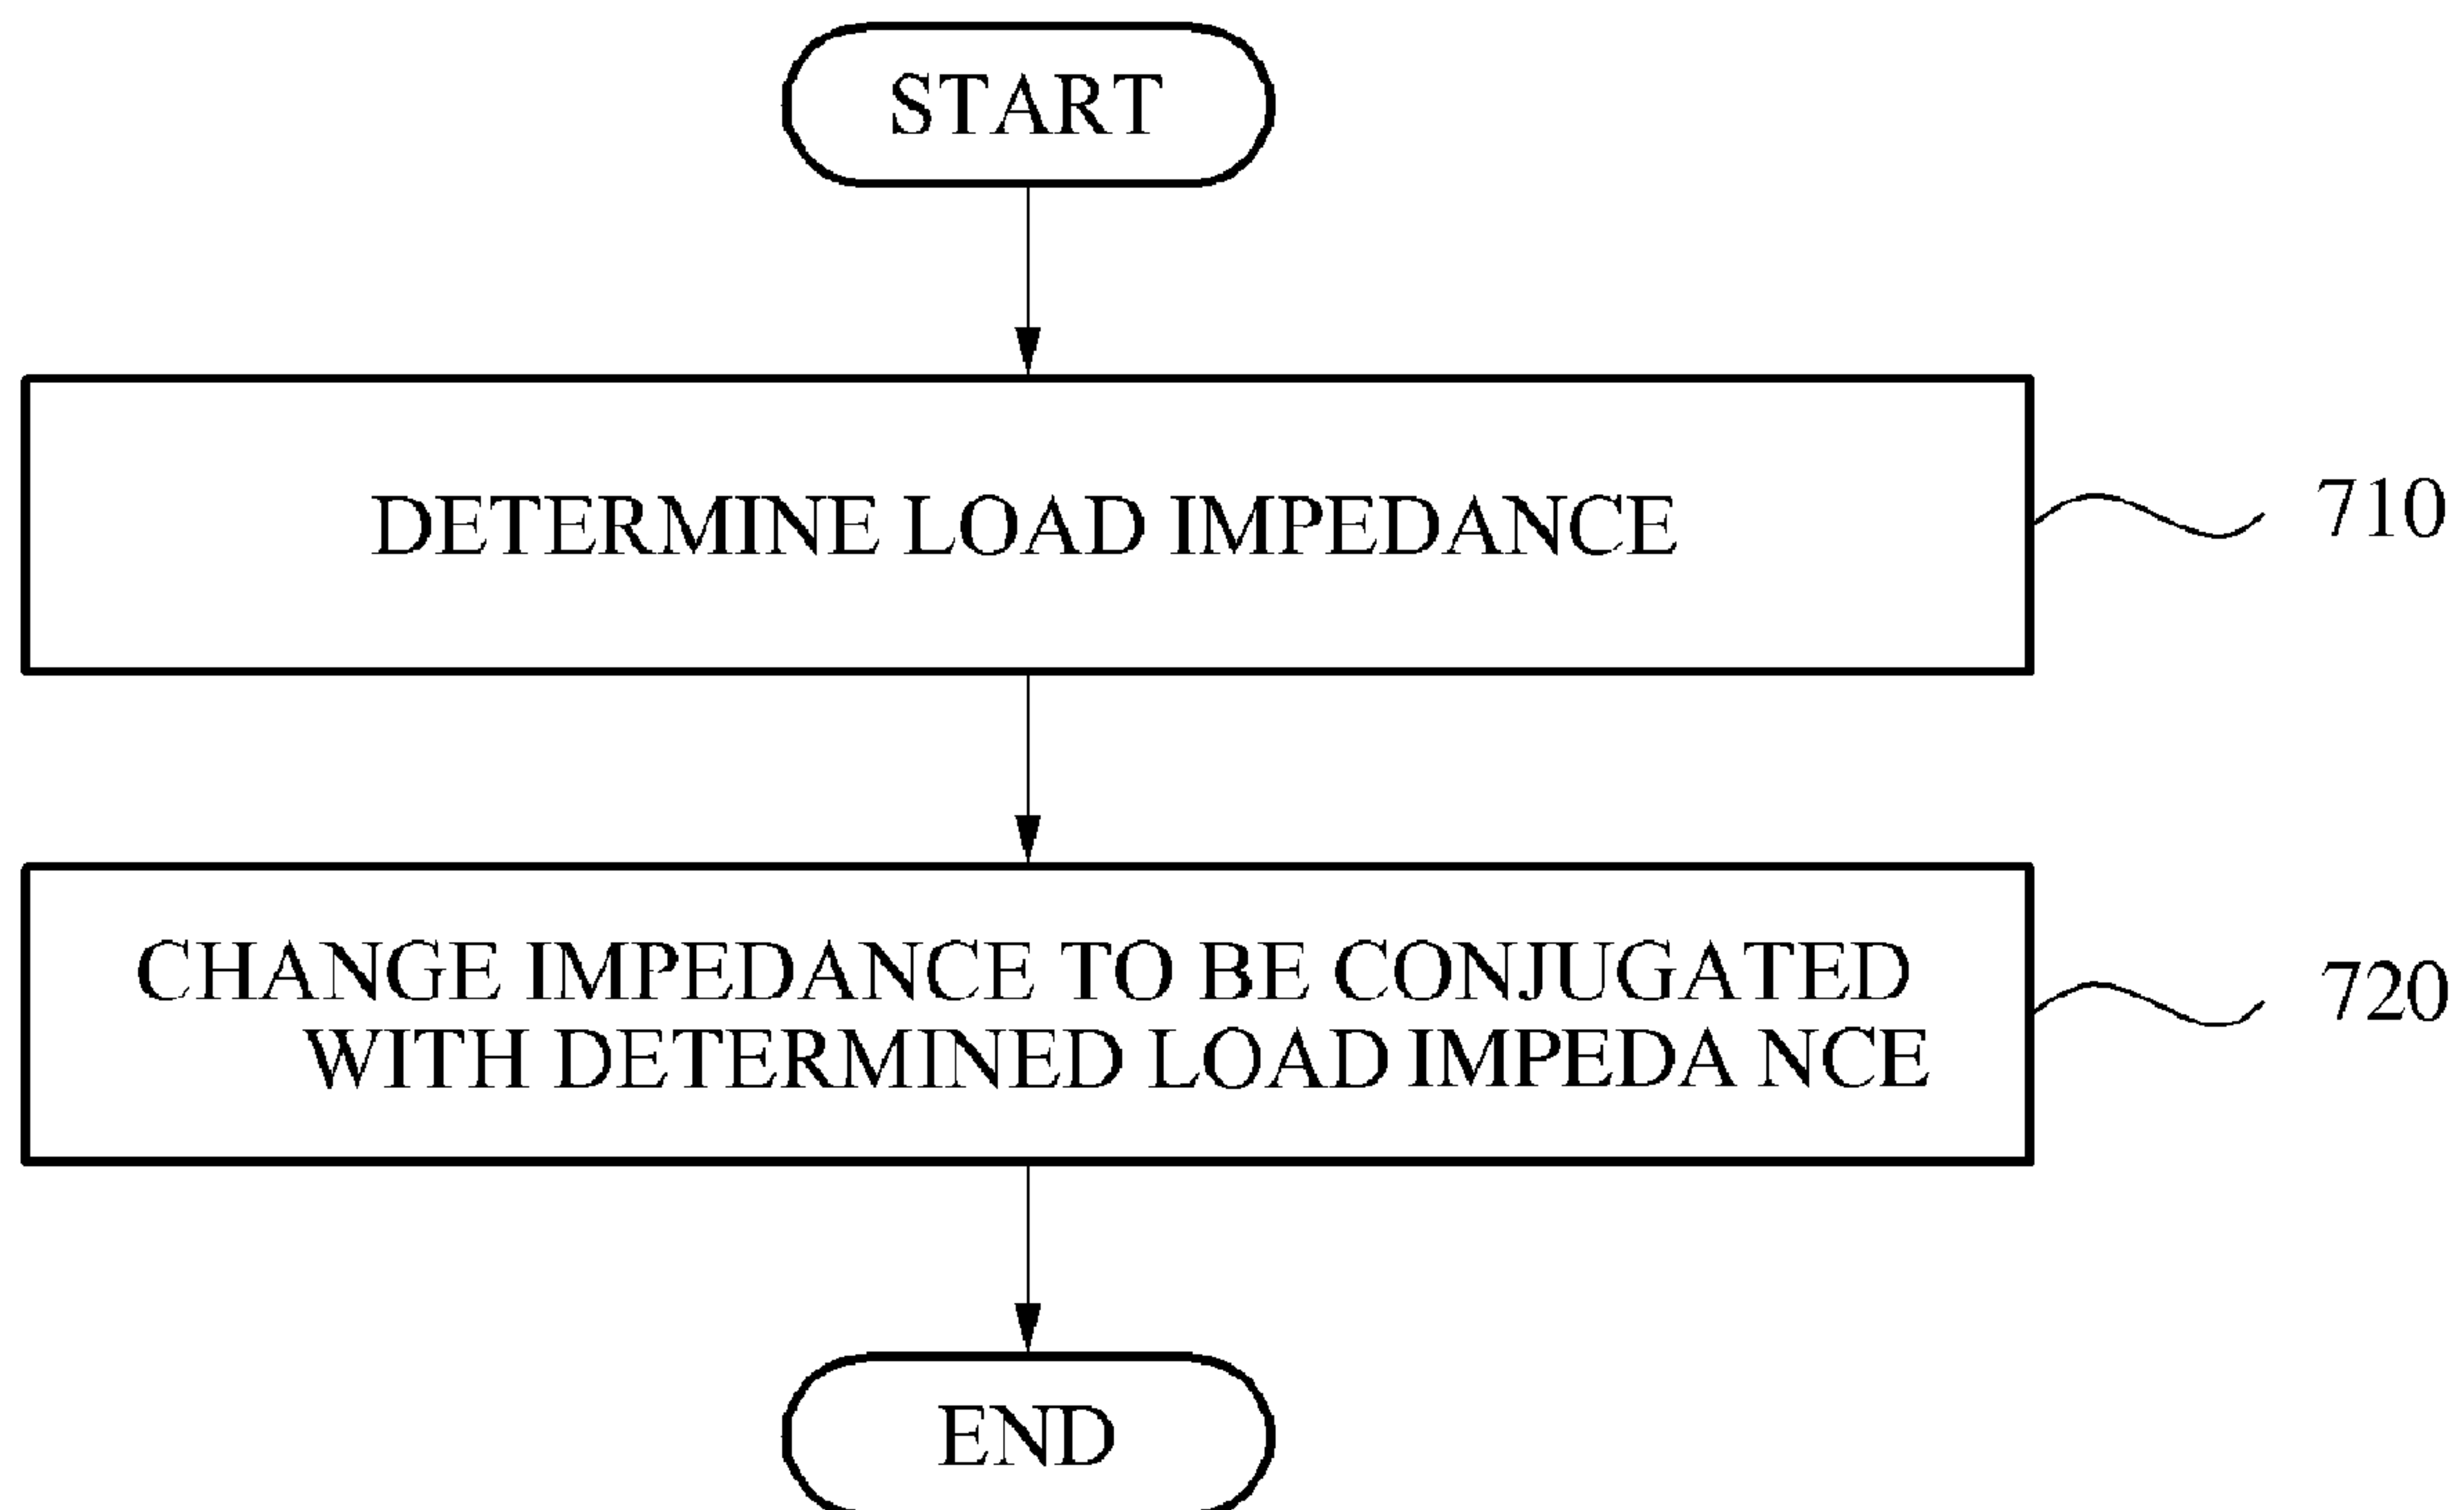 START
DETERMINE LOAD IMPEDANCE
710
CHANGE IMPEDANCE TO BE CONJUGATED
WITH DETERMINED LOAD IMPEDA NCE
720
END